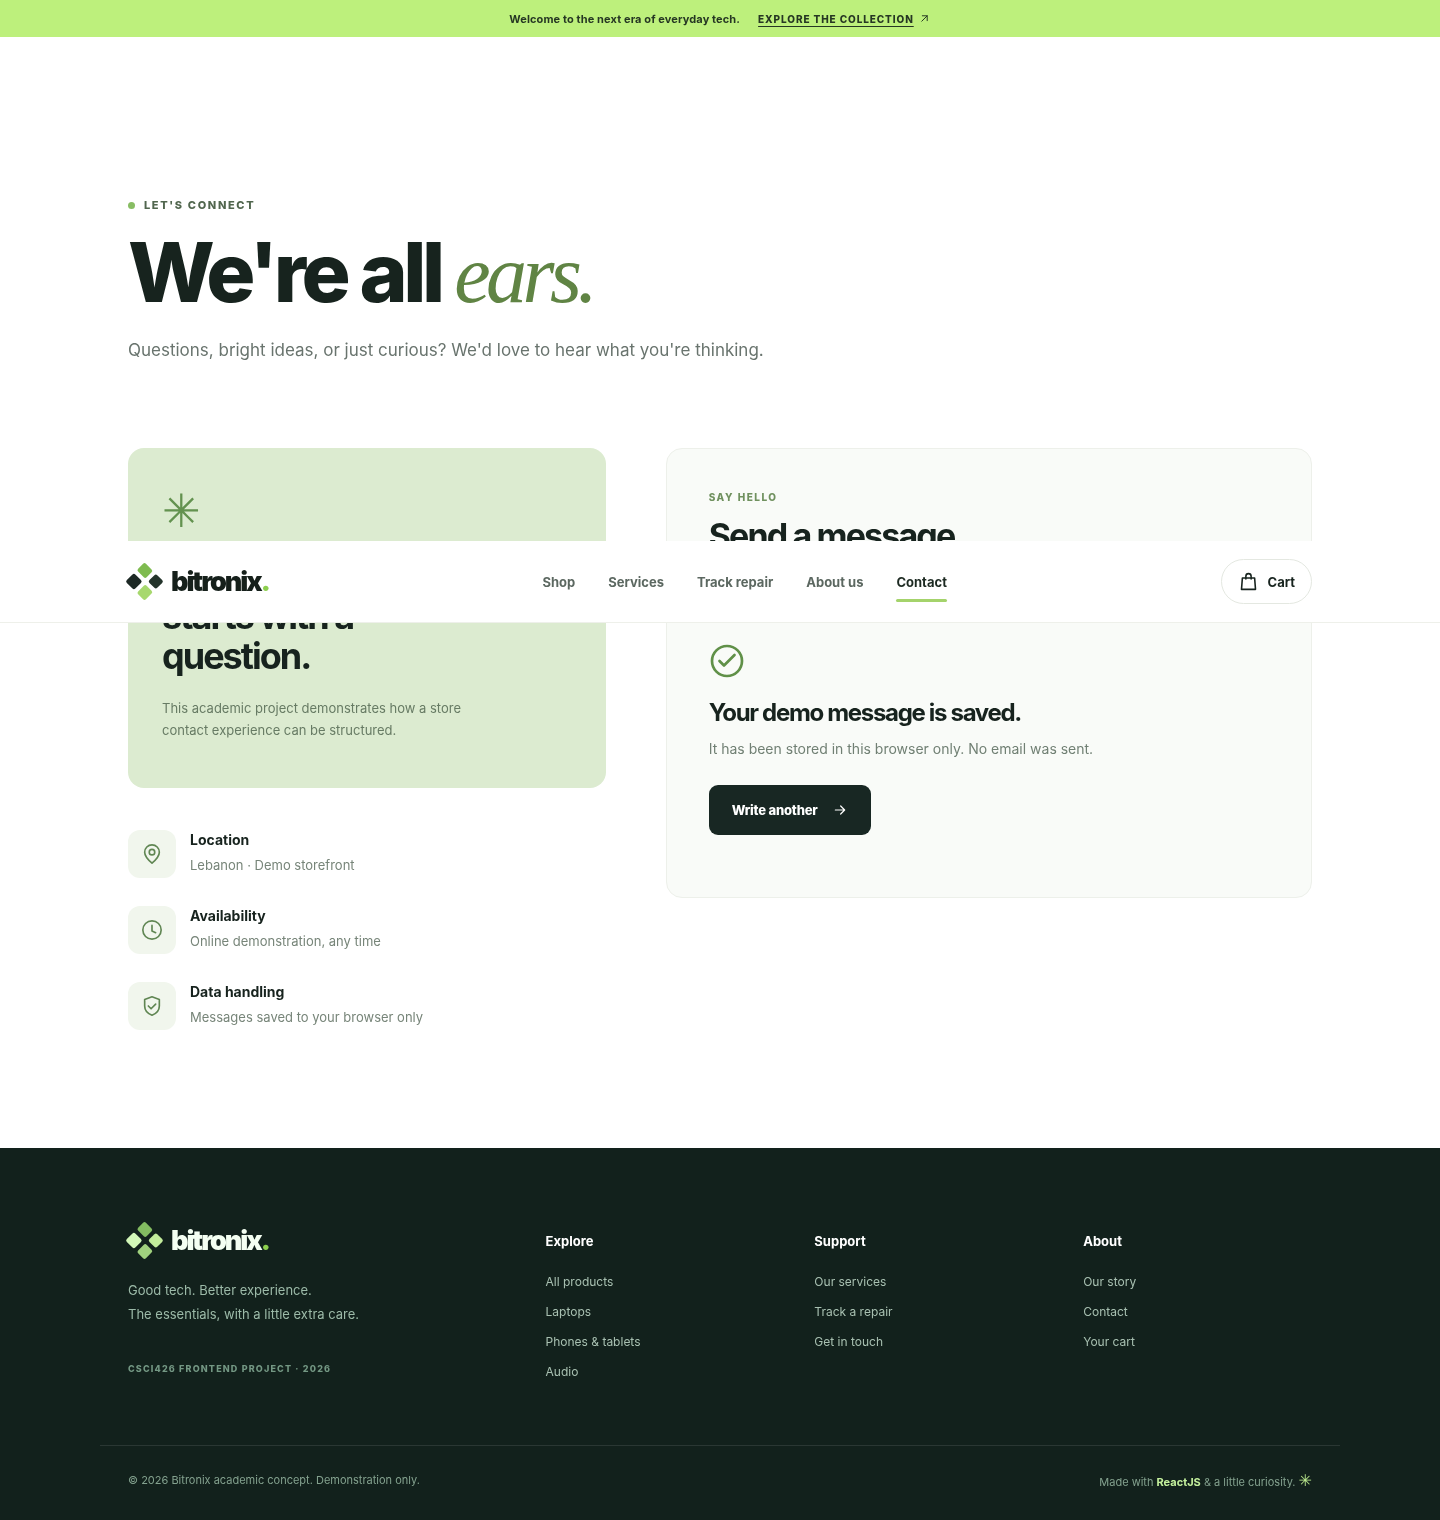 Welcome to the next era of everyday tech. EXPLORE THE COLLECTION
LET'S CONNECT
We're all ears.
Questions, bright ideas, or just curious? We'd love to hear what you're thinking.
SAY HELLO
Send a message
bitronix.
Shop
Services
Track repair
About us
Contact
Cart
starts with a
question.
This academic project demonstrates how a store
contact experience can be structured.
Your demo message is saved.
It has been stored in this browser only. No email was sent.
Write another
Location
Lebanon · Demo storefront
Availability
Online demonstration, any time
Data handling
Messages saved to your browser only
bitronix.
Good tech. Better experience.
The essentials, with a little extra care.
CSCI426 FRONTEND PROJECT · 2026
Explore
All products
Laptops
Phones & tablets
Audio
Support
Our services
Track a repair
Get in touch
About
Our story
Contact
Your cart
© 2026 Bitronix academic concept. Demonstration only.
Made with ReactJS & a little curiosity.